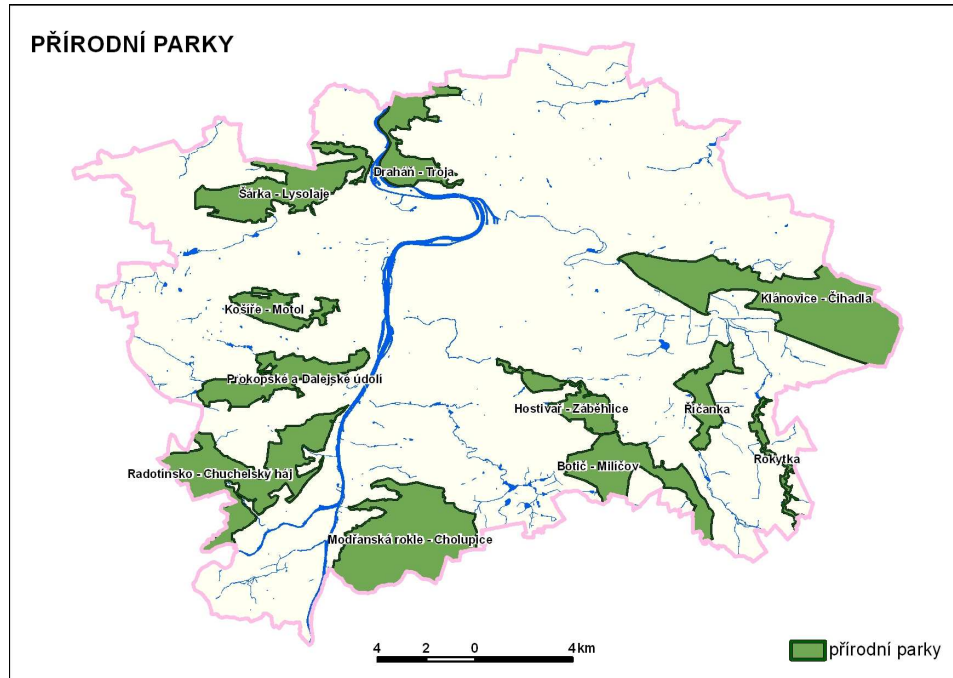 PŘÍRODNÍ PARKY
Draháň - Troja
Šárka - Lysolaje
Klánovice - Čihadla
Košíře - Motol
Prokopské a Dalejské údolí
Hostivař - Záběhlice
Říčanka
Rokytka
Botič - Milíčov
Radotínsko - Chuchelský háj
Modřanská rokle - Cholupice
4 2 0 4 km
přírodní parky